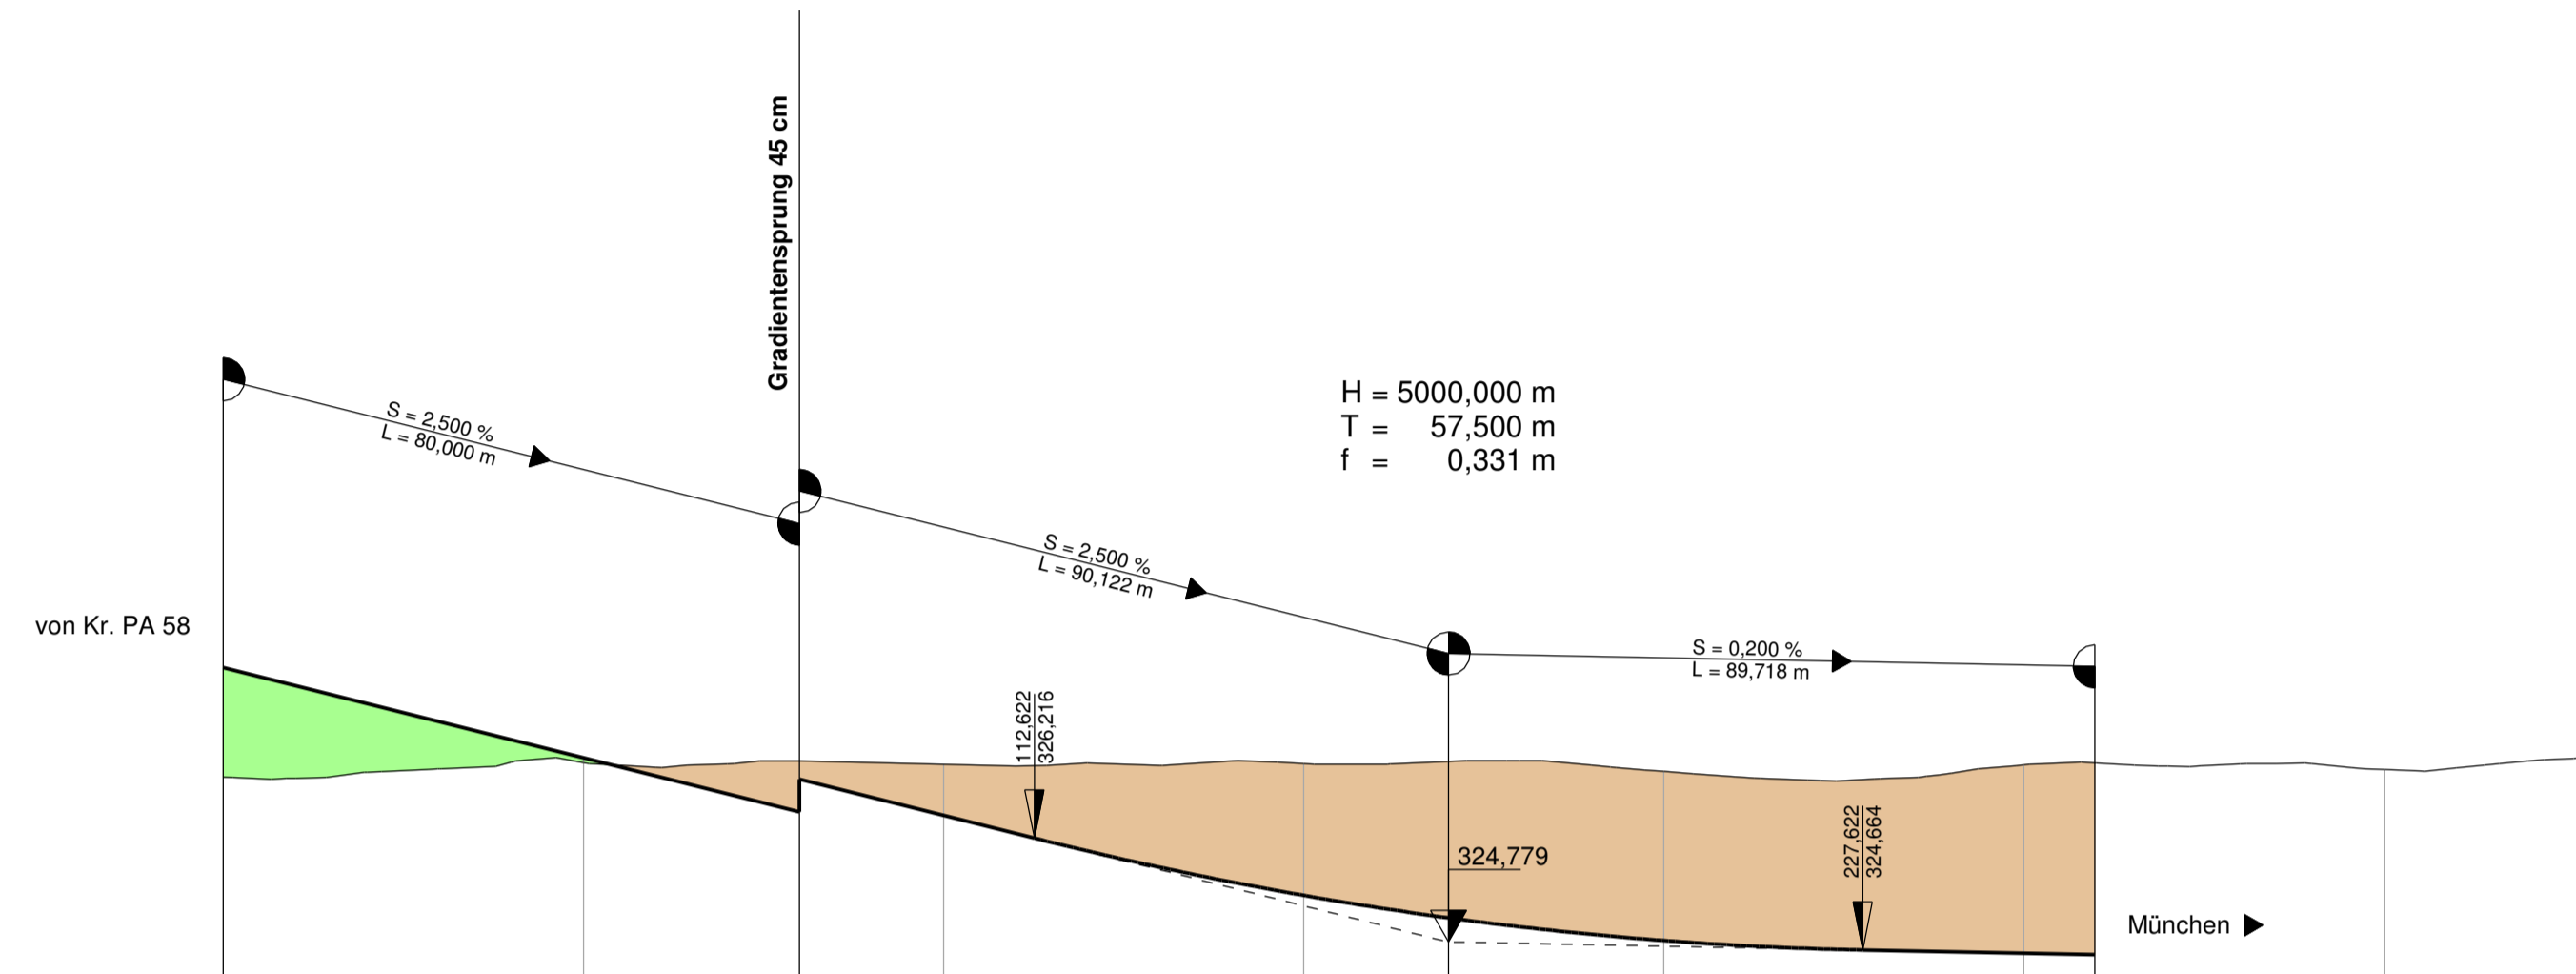 Gradientensprung 45 cm
S = 2,500 %
L = 80,000 m
H = 5000,000 m
T = 57,500 m
f = 0,331 m
S = 2,500 %
L = 90,122 m
von Kr. PA 58
S = 0,200 %
L = 89,718 m
112,622
326,216
324,779
227,622
324,664
München